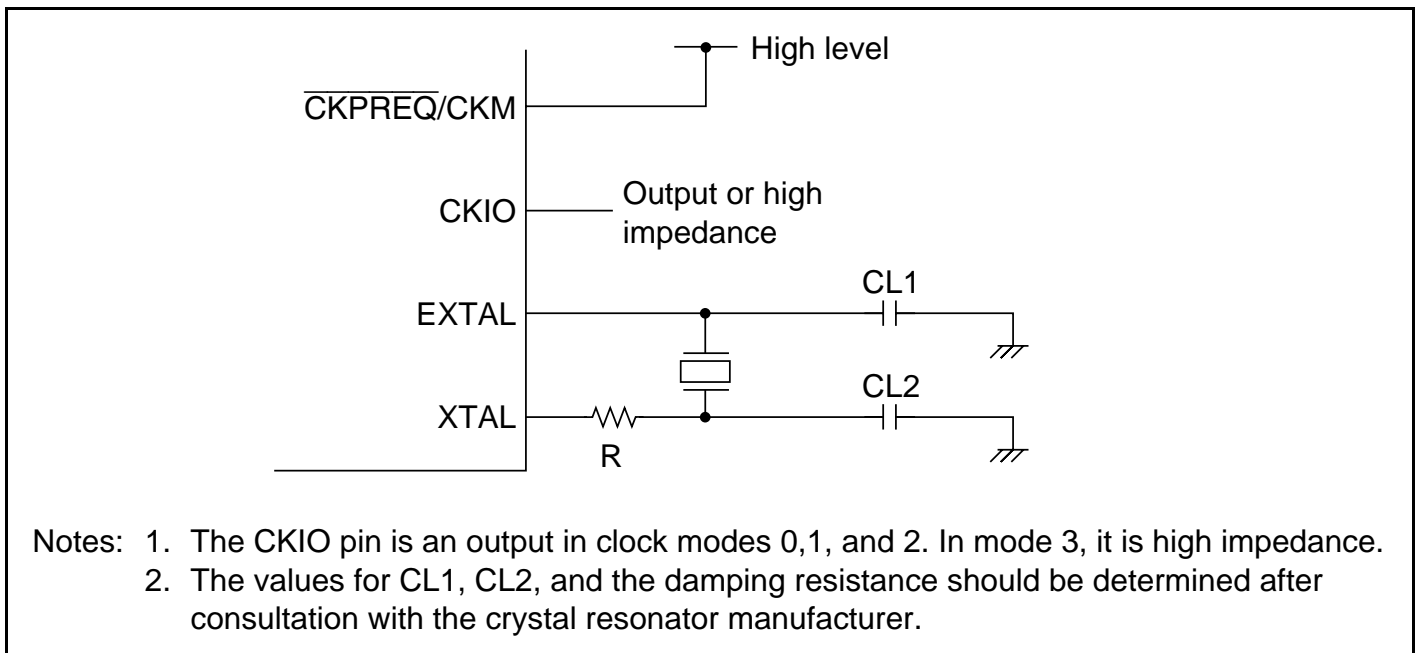 High level
CKPREQ/CKM
CKIO
Output or high
impedance
CL1
EXTAL
CL2
XTAL
R
Notes: 1. The CKIO pin is an output in clock modes 0,1, and 2. In mode 3, it is high impedance.
2. The values for CL1, CL2, and the damping resistance should be determined after
consultation with the crystal resonator manufacturer.